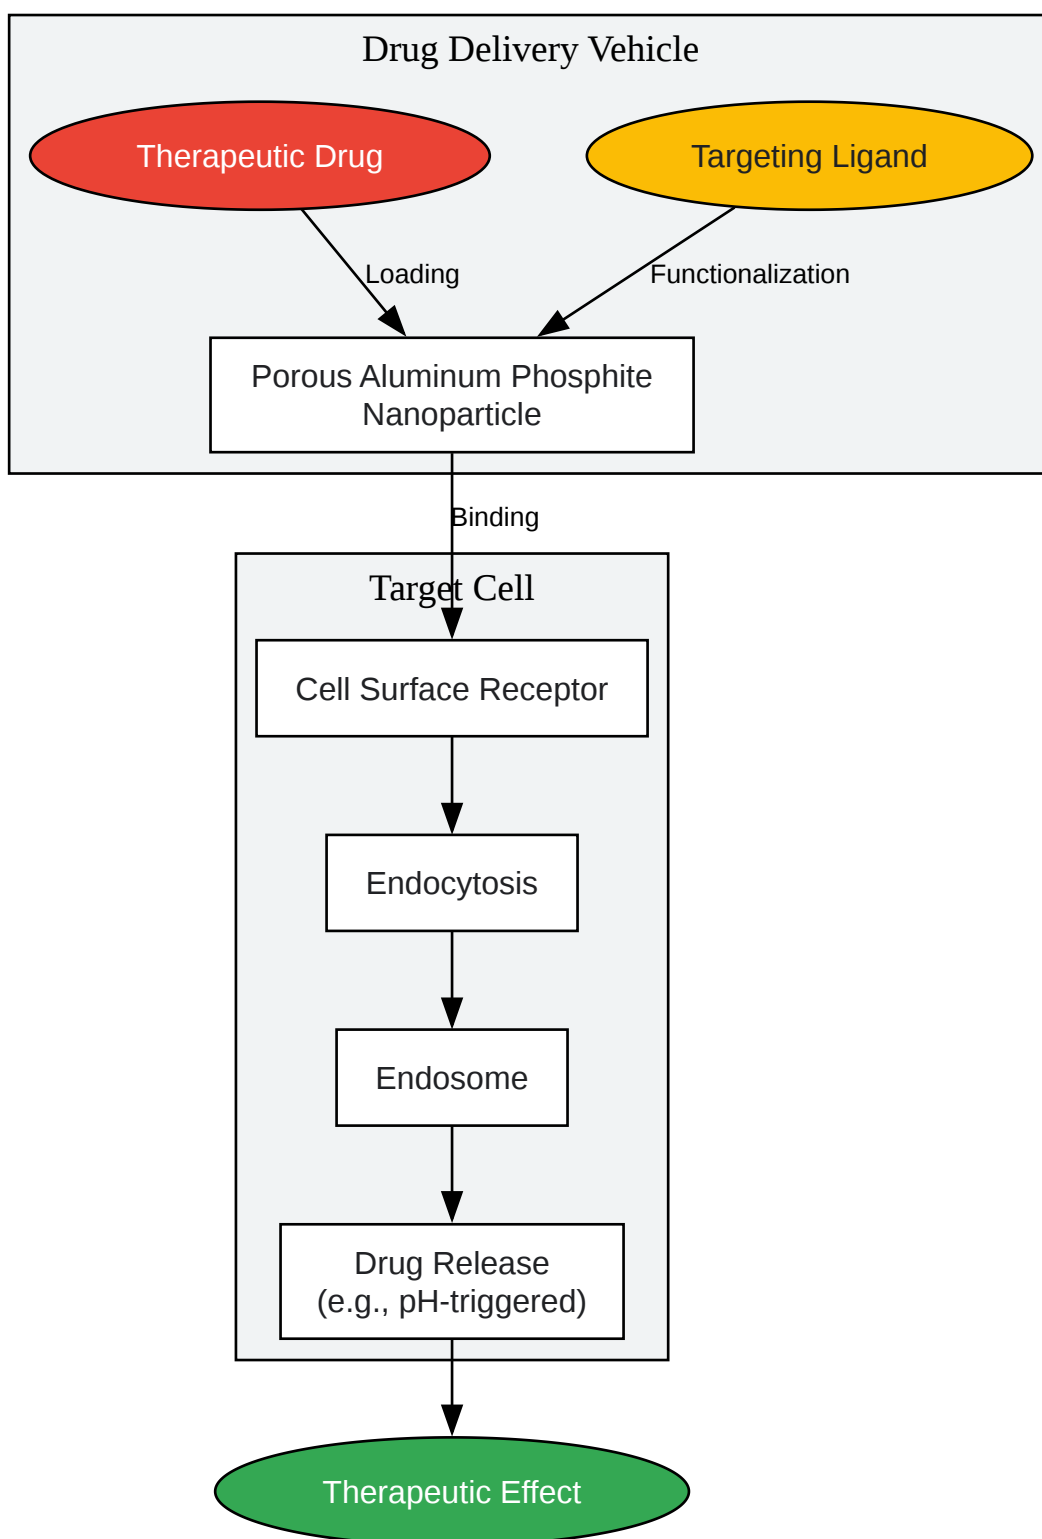 Drug Delivery Vehicle
Therapeutic Drug
Targeting Ligand
Loading
Functionalization
Porous Aluminum Phosphite
Nanoparticle
Binding
Target Cell
Cell Surface Receptor
Endocytosis
Endosome
Drug Release
(e.g., pH-triggered)
Therapeutic Effect